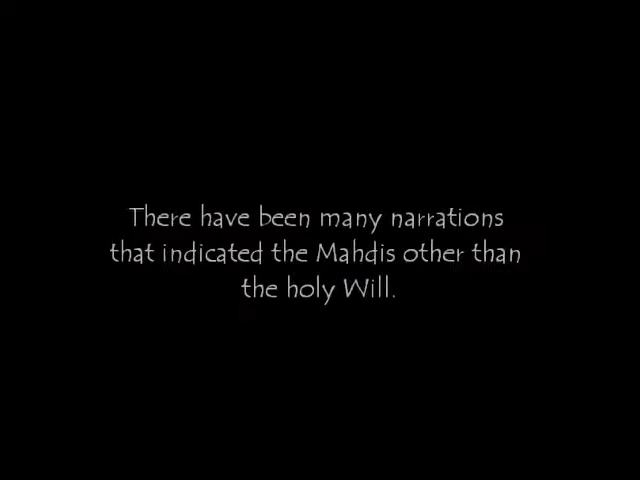 There have been many narrations
that indicated the Mahdis other than
the holy Will.